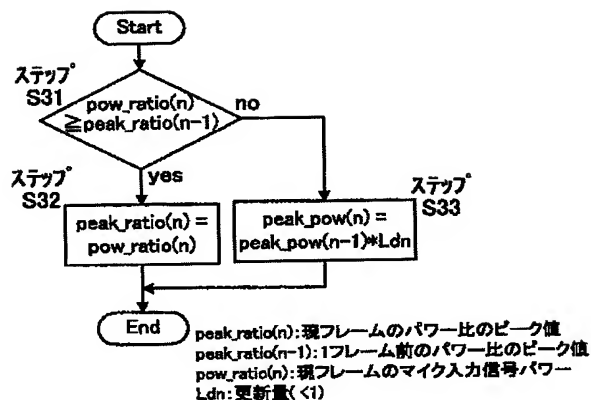 Start
ステップ
S31
pow_ratio(n)
≧peak_ratio(n-1)
no
yes
ステップ
S32
peak_ratio(n) =
pow_ratio(n)
ステップ
S33
peak_pow(n) =
peak_pow(n-1)*Ldn
End
peak_ratio(n):現フレームのパワー比のピーク値
peak_ratio(n-1):1フレーム前のパワー比のピーク値
pow_ratio(n):現フレームのマイク入力信号パワー
Ldn:更新量(<1)